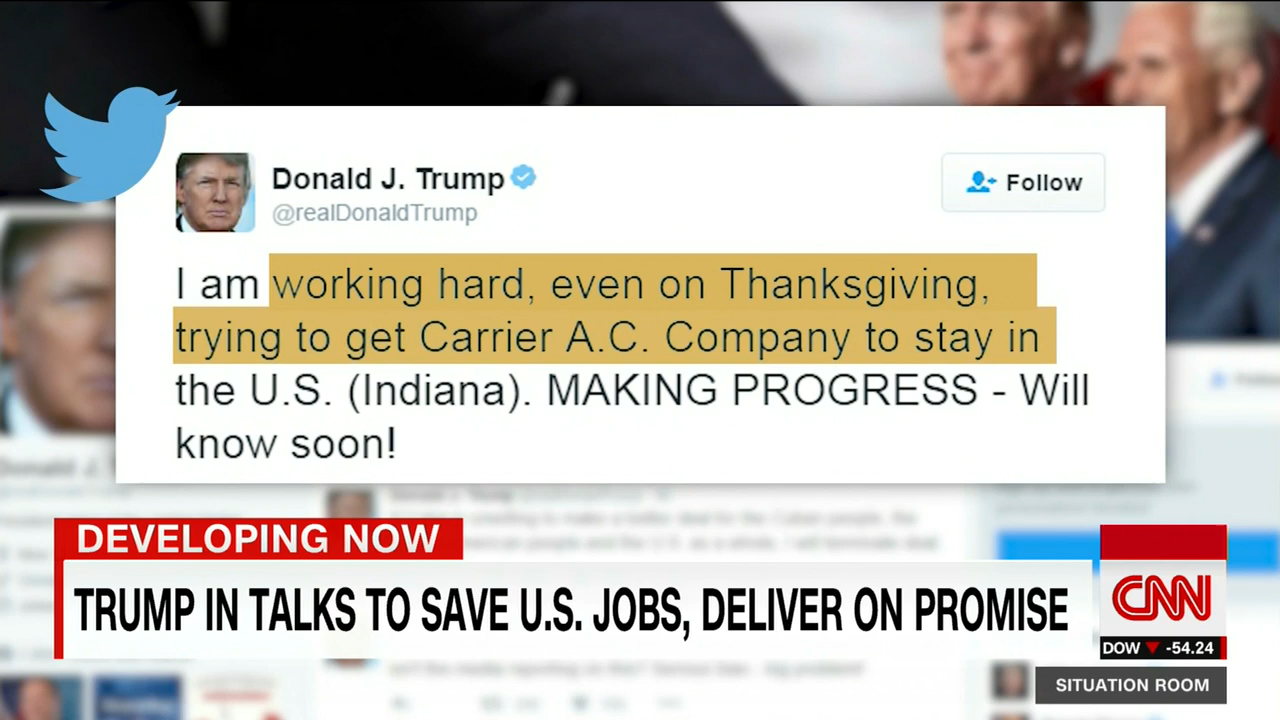 Donald J. Trump
@realDonaldTrump
Follow
I am working hard, even on Thanksgiving,
trying to get Carrier A.C. Company to stay in
the U.S. (Indiana). MAKING PROGRESS - Will
know soon!
DEVELOPING NOW
TRUMP IN TALKS TO SAVE U.S. JOBS, DELIVER ON PROMISE
CNN
DOW -54.24
SITUATION ROOM